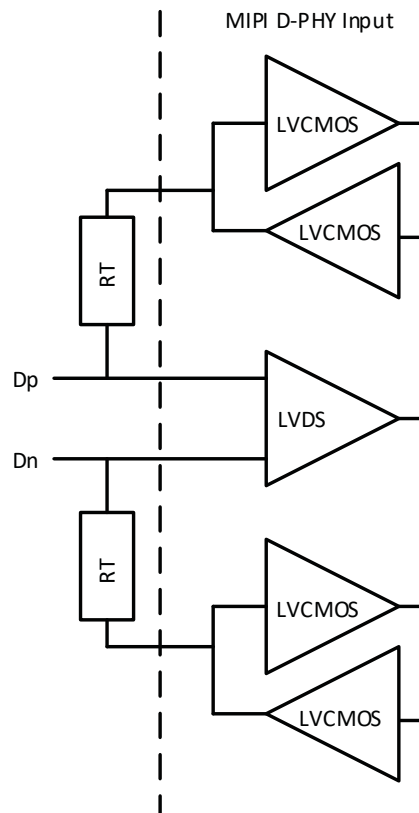 MIPI D-PHY Input
LVCMOS
LVCMOS
RT
Dp
LVDS
Dn
RT
LVCMOS
LVCMOS